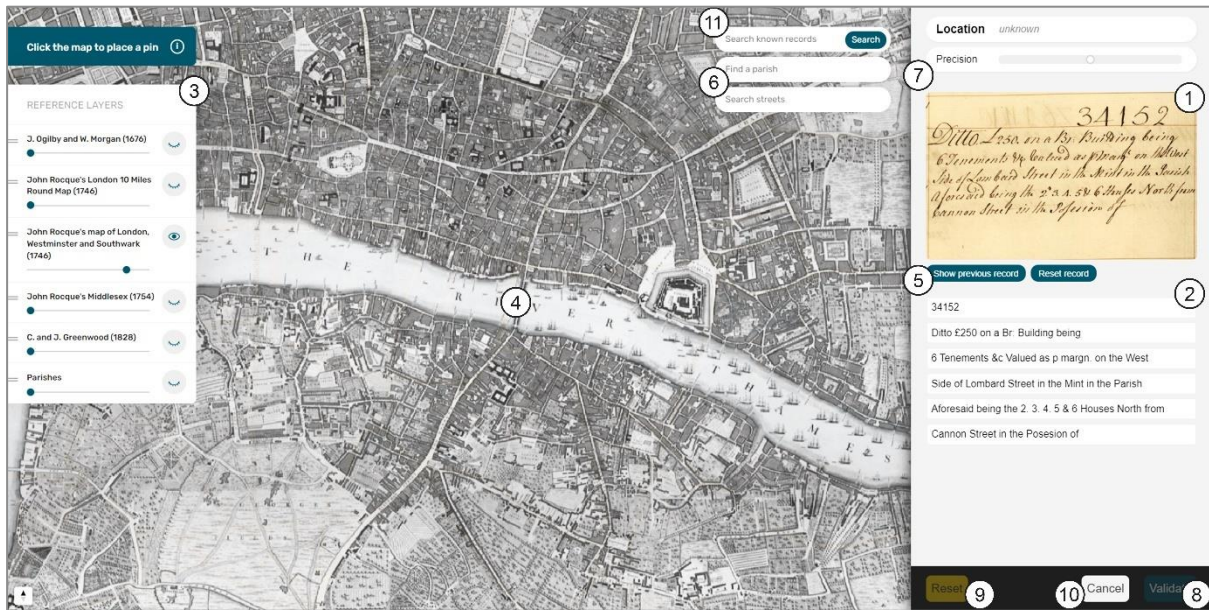 Click the map to place a pin i
3
REFERENCE LAYERS
J. Ogilby and W. Morgan (1676)
John Rocque's London 10 Miles
Round Map (1746)
John Rocque's map of London,
Westminster and Southwark
(1746)
John Rocque's Middlesex (1754)
C. and J. Greenwood (1828)
Parishes
THE RIVER THAMES
4
11
Search known records Search
Find a parish
6
Search streets
Location unknown
Precision
7
1
34152
Ditto £250 on a Br: Building being
6 Tenements &c Valued as p marg. on the West
Side of Lombard Street in the Mint in the Parish
Aforesaid being the 2. 3. 4. 5 & 6 Houses North from
Cannon Street in the Posesion of
5
Show previous record Reset record
2
34152
Ditto £250 on a Br: Building being
6 Tenements &c Valued as p margn. on the West
Side of Lombard Street in the Mint in the Parish
Aforesaid being the 2. 3. 4. 5 & 6 Houses North from
Cannon Street in the Posesion of
Reset 9
10 Cancel
Valida 8